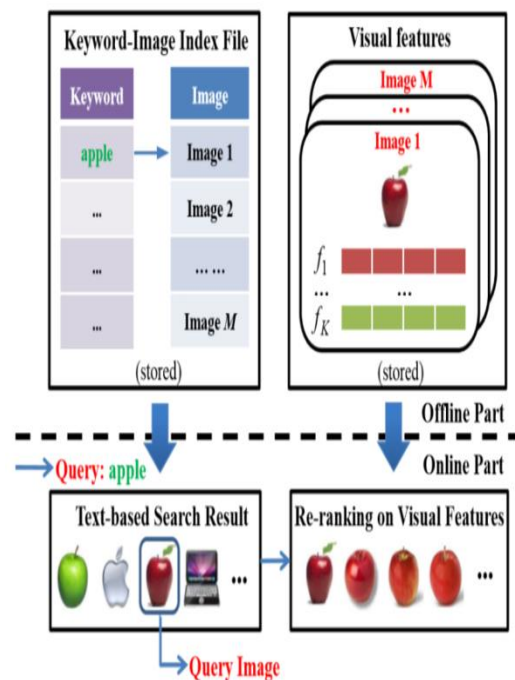 Keyword-Image Index File
Keyword
Image
apple
Image 1
...
Image 2
...
... ...
...
Image M
(stored)
Visual features
Image M
...
Image 1
f1
...
...
fK
(stored)
Offline Part
Online Part
Query: apple
Text-based Search Result
...
Re-ranking on Visual Features
...
Query Image